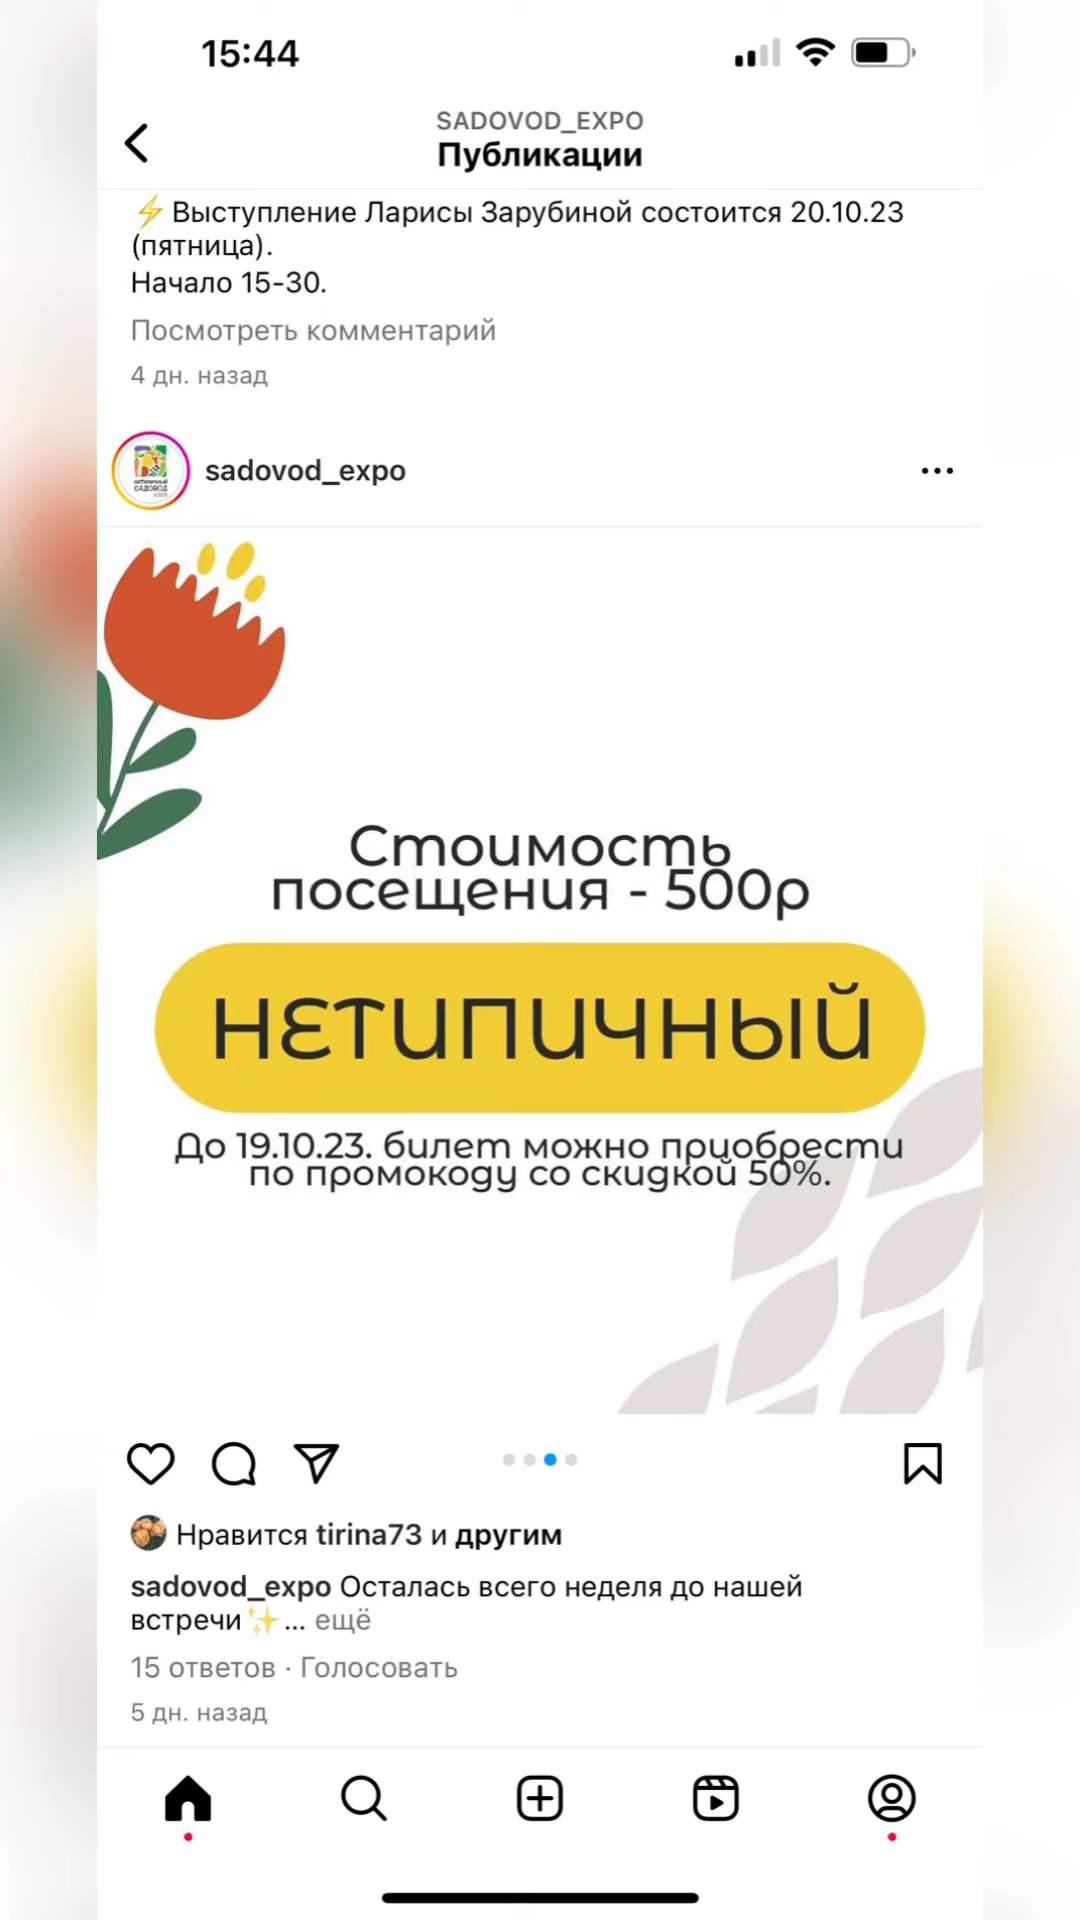 15:44
SADOVOD_EXPO
Публикации
⚡Выступление Ларисы Зарубиной состоится 20.10.23
(пятница).
Начало 15-30.
Посмотреть комментарий
4 дн. назад
НЕТИПИЧНЫЙ
САДОВОД
sadovod_expo
Стоимость
посещения - 500р
НЕТИПИЧНЫЙ
До 19.10.23. билет можно приобрести
по промокоду со скидкой 50%.
Нравится tirina73 и другим
sadovod_expo Осталась всего неделя до нашей
встречи✨... ещё
15 ответов · Голосовать
5 дн. назад